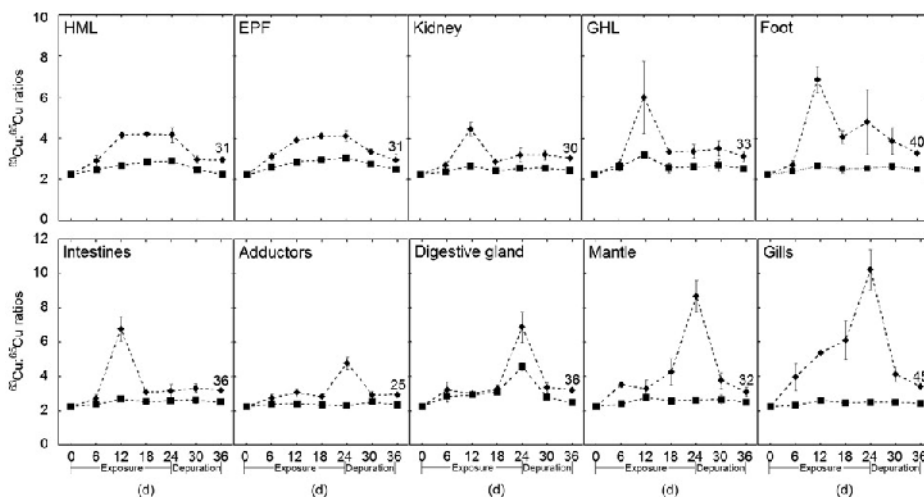 10 HML EPF Kidney GHL Foot
8
⁶³Cu:⁶⁵Cu ratios
6
4
31 31 30 33 40
2
0
12 Intestines Adductors Digestive gland Mantle Gills
10
8
⁶³Cu:⁶⁵Cu ratios
6
4
36 25 36 32 45
2
0
0 6 12 18 24 30 36 0 6 12 18 24 30 36 0 6 12 18 24 30 36 0 6 12 18 24 30 36 0 6 12 18 24 30 36
Exposure Depuration Exposure Depuration Exposure Depuration Exposure Depuration Exposure Depuration
(d) (d) (d) (d) (d)